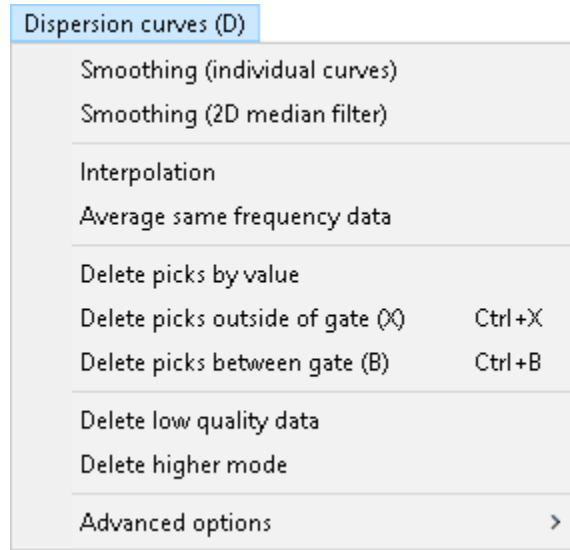 Dispersion curves (D)
Smoothing (individual curves)
Smoothing (2D median filter)
Interpolation
Average same frequency data
Delete picks by value
Delete picks outside of gate (X) Ctrl+X
Delete picks between gate (B) Ctrl+B
Delete low quality data
Delete higher mode
Advanced options